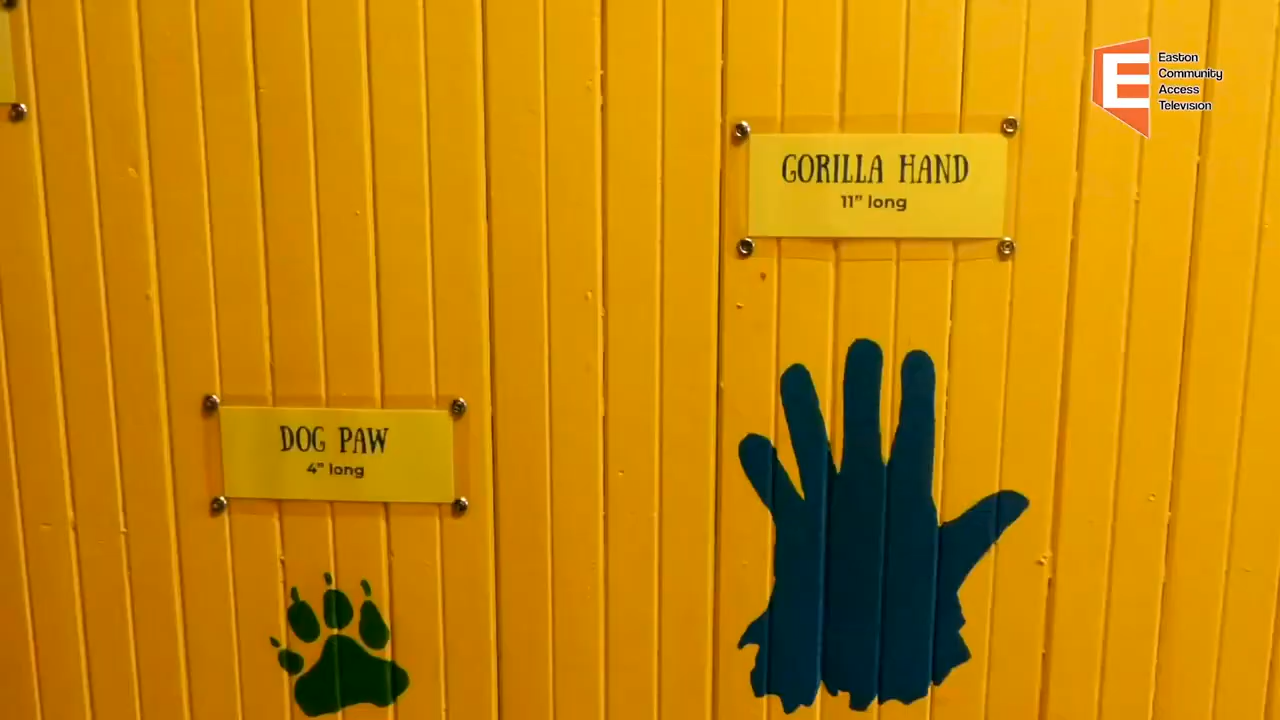 Easton
Community
Access
Television
GORILLA HAND
11" long
DOG PAW
4" long